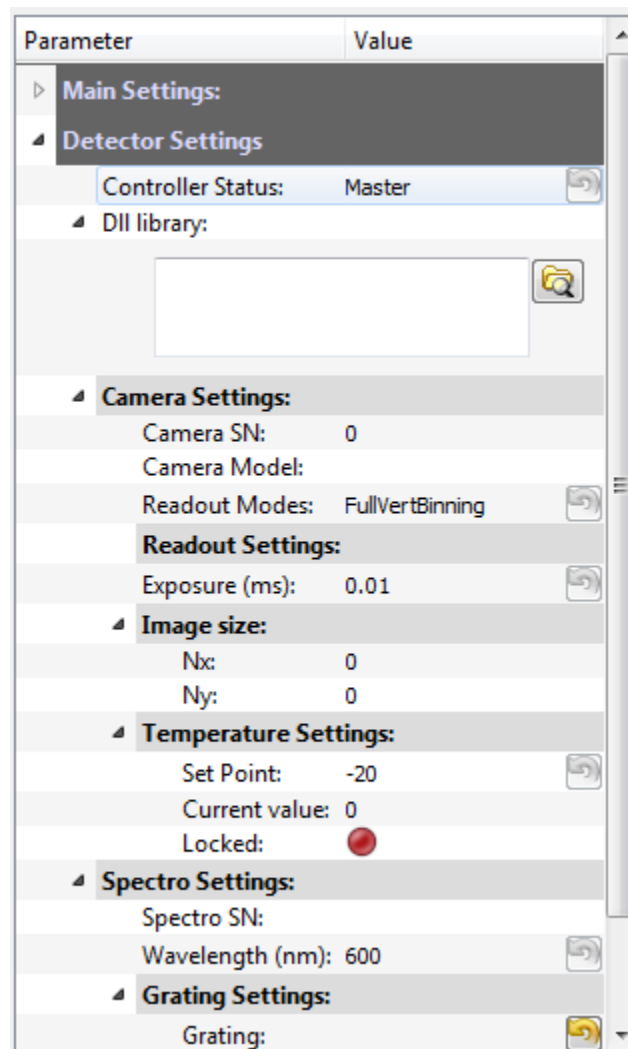 Parameter Value
Main Settings:
Detector Settings
Controller Status: Master
Dll library:
Camera Settings:
Camera SN: 0
Camera Model:
Readout Modes: FullVertBinning
Readout Settings:
Exposure (ms): 0.01
Image size:
Nx: 0
Ny: 0
Temperature Settings:
Set Point: -20
Current value: 0
Locked:
Spectro Settings:
Spectro SN:
Wavelength (nm): 600
Grating Settings:
Grating: